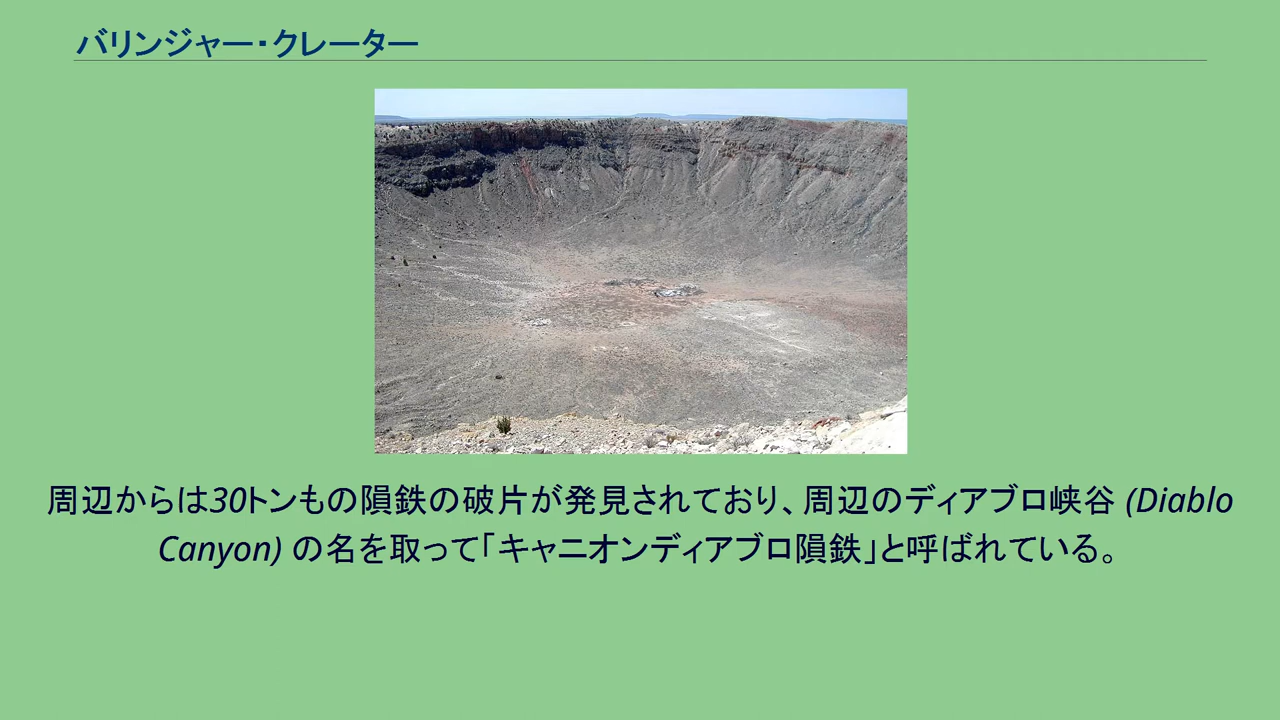 バリンジャー・クレーター
周辺からは30トンもの隕鉄の破片が発見されており、周辺のディアブロ峡谷 (Diablo
Canyon) の名を取って「キャニオンディアブロ隕鉄」と呼ばれている。